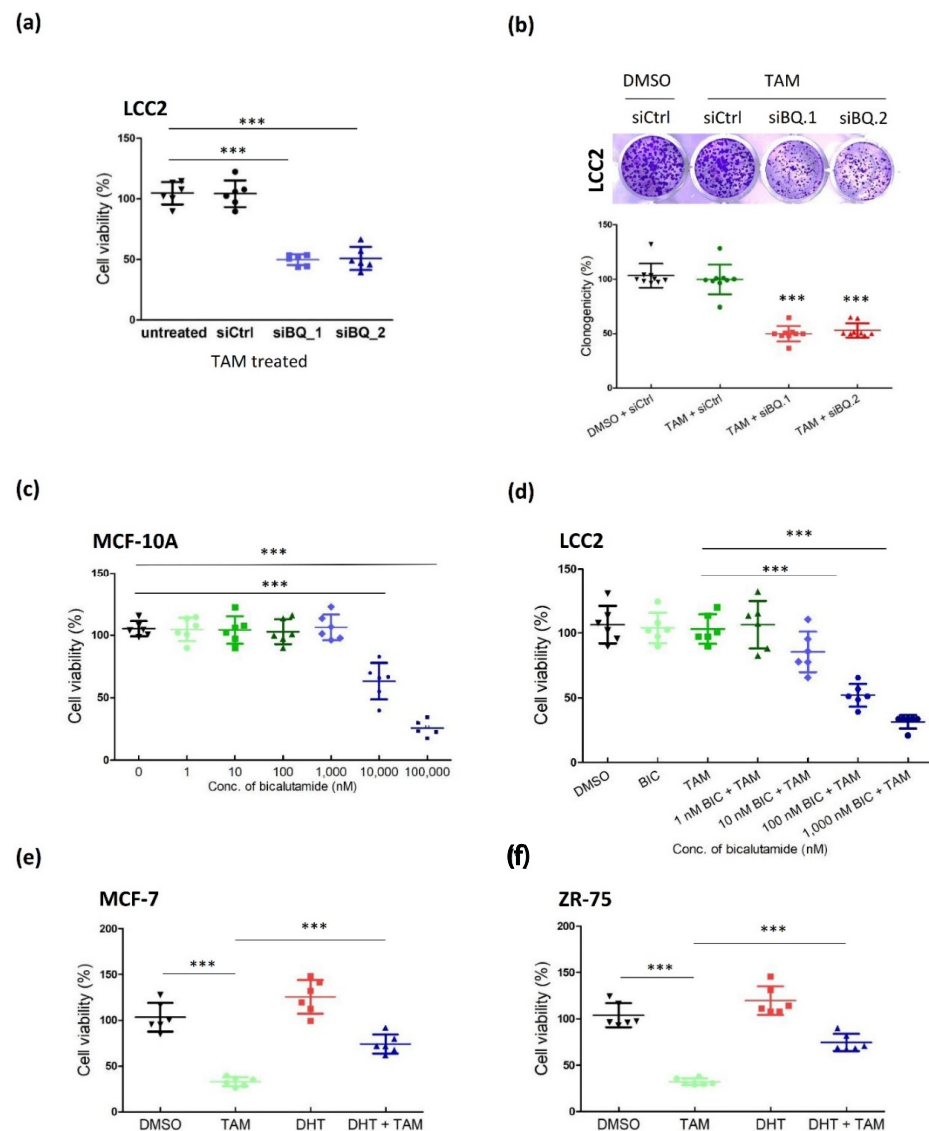 (a)
LCC2
***
***
Cell viability (%)
150
100
50
0
untreated siCtrl siBQ_1 siBQ_2
TAM treated
(b)
DMSO TAM
siCtrl siCtrl siBQ.1 siBQ.2
LCC2
Clonogenicity (%)
150
100
50
0
*** ***
DMSO + siCtrl
TAM + siCtrl
TAM + siBQ.1
TAM + siBQ.2
(c)
MCF-10A
***
***
Cell viability (%)
150
100
50
0
0 1 10 100 1,000 10,000 100,000
Conc. of bicalutamide (nM)
(d)
LCC2
***
***
Cell viability (%)
150
100
50
0
DMSO
BIC
TAM
1 nM BIC + TAM
10 nM BIC + TAM
100 nM BIC + TAM
1,000 nM BIC + TAM
Conc. of bicalutamide (nM)
(e)
MCF-7
***
***
Cell viability (%)
200
150
100
50
0
DMSO TAM DHT DHT + TAM
(f)
ZR-75
***
***
Cell viability (%)
200
150
100
50
0
DMSO TAM DHT DHT + TAM